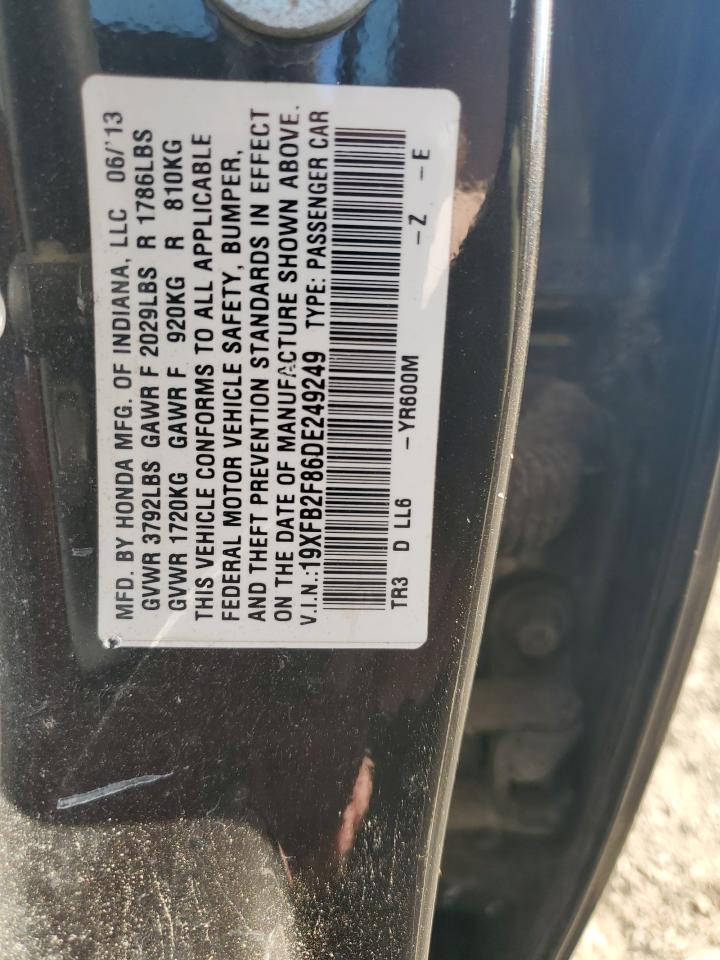 MFD. BY HONDA MFG. OF INDIANA, LLC 06/'13
GVWR 3792LBS GAWR F 2029LBS R 1786LBS
GVWR 1720KG GAWR F 920KG R 810KG
THIS VEHICLE CONFORMS TO ALL APPLICABLE
FEDERAL MOTOR VEHICLE SAFETY, BUMPER,
AND THEFT PREVENTION STANDARDS IN EFFECT
ON THE DATE OF MANUFACTURE SHOWN ABOVE.
V.I.N.:19XFB2F86DE249249 TYPE: PASSENGER CAR
TR3 D LL6 -YR600M -Z -E